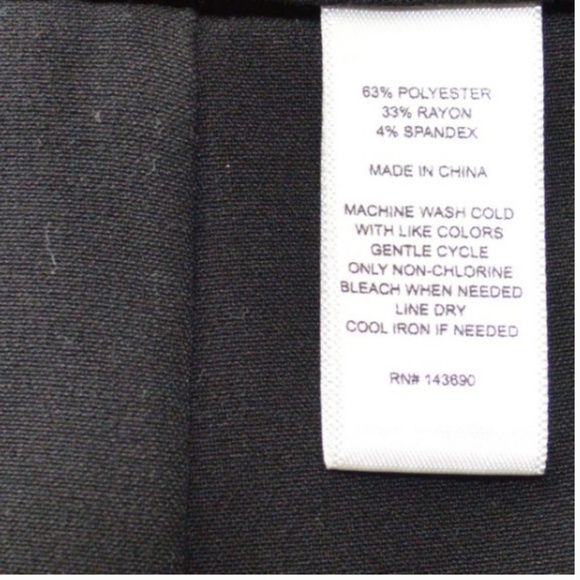 63% POLYESTER
33% RAYON
4% SPANDEX
MADE IN CHINA
MACHINE WASH COLD
WITH LIKE COLORS
GENTLE CYCLE
ONLY NON-CHLORINE
BLEACH WHEN NEEDED
LINE DRY
COOL IRON IF NEEDED
RN# 143690